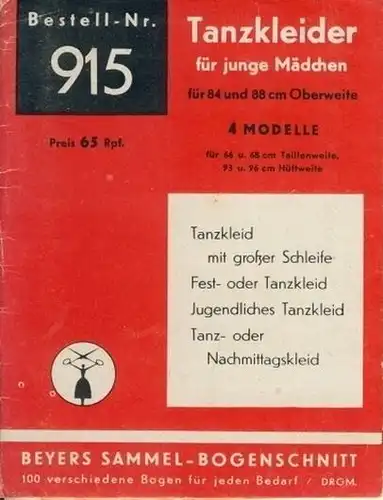 Bestell-Nr.
915
Preis 65 Rpf.
Tanzkleider
für junge Mädchen
für 84 und 88 cm Oberweite
4 MODELLE
für 66 u. 68 cm Taillenweite,
93 u. 96 cm Hüftweite
Tanzkleid
mit großer Schleife
Fest- oder Tanzkleid
Jugendliches Tanzkleid
Tanz- oder
Nachmittagskleid
BEYERS SAMMEL-BOGENSCHNITT
100 verschiedene Bogen für jeden Bedarf / DRGM.